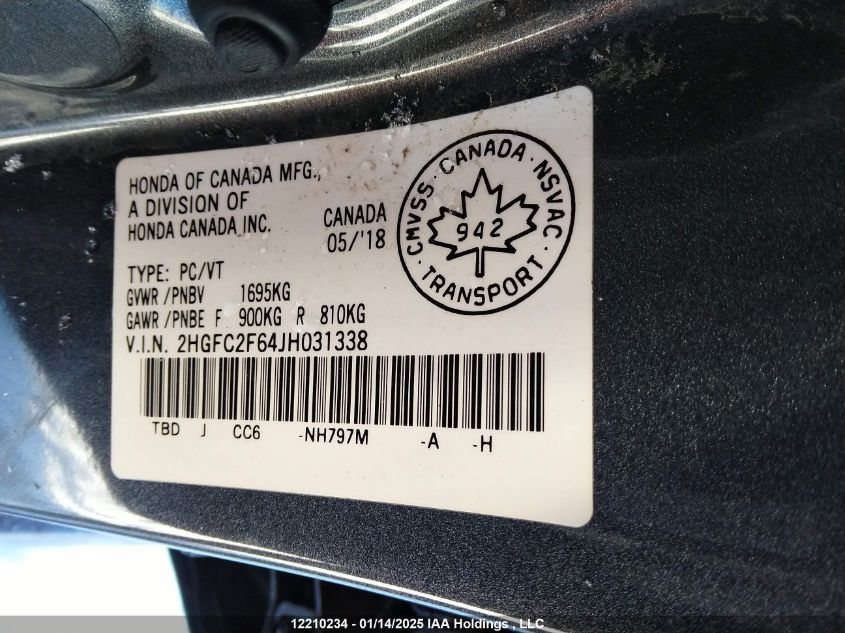 HONDA OF CANADA MFG.,
A DIVISION OF
HONDA CANADA INC.
CANADA
05/'18
CMVSS · CANADA · NSVAC
942
· TRANSPORT ·
TYPE: PC/VT
GVWR /PNBV 1695KG
GAWR /PNBE F 900KG R 810KG
V.I.N. 2HGFC2F64JH031338
TBD J CC6 -NH797M -A -H
12210234 - 01/14/2025 IAA Holdings , LLC